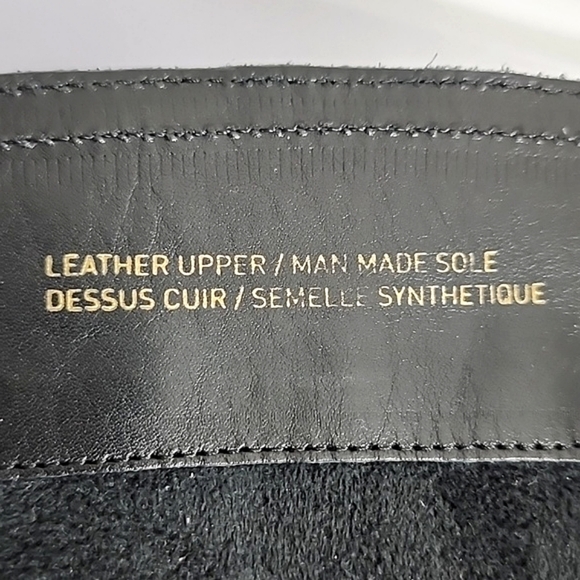 LEATHER UPPER / MAN MADE SOLE
DESSUS CUIR / SEMELLE SYNTHETIQUE